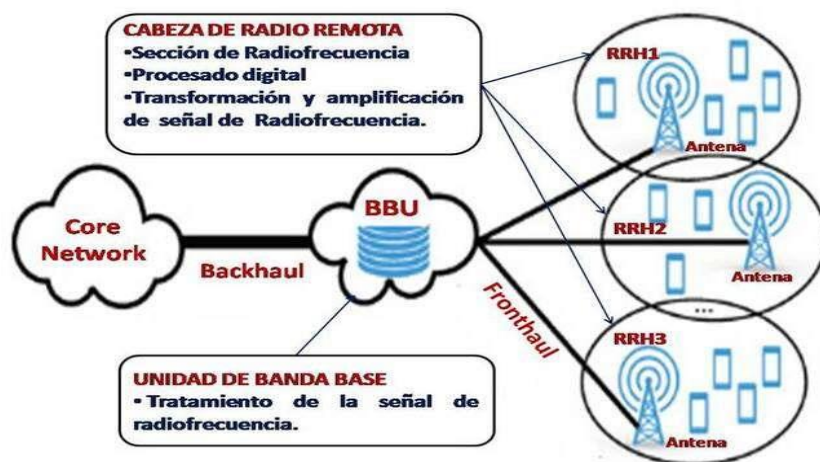 CABEZA DE RADIO REMOTA
•Sección de Radiofrecuencia
•Procesado digital
•Transformación y amplificación
de señal de Radiofrecuencia.
RRH1
Antena
Core
Network
Backhaul
BBU
Fronthaul
RRH2
Antena
...
RRH3
Antena
UNIDAD DE BANDA BASE
• Tratamiento de la señal de
radiofrecuencia.